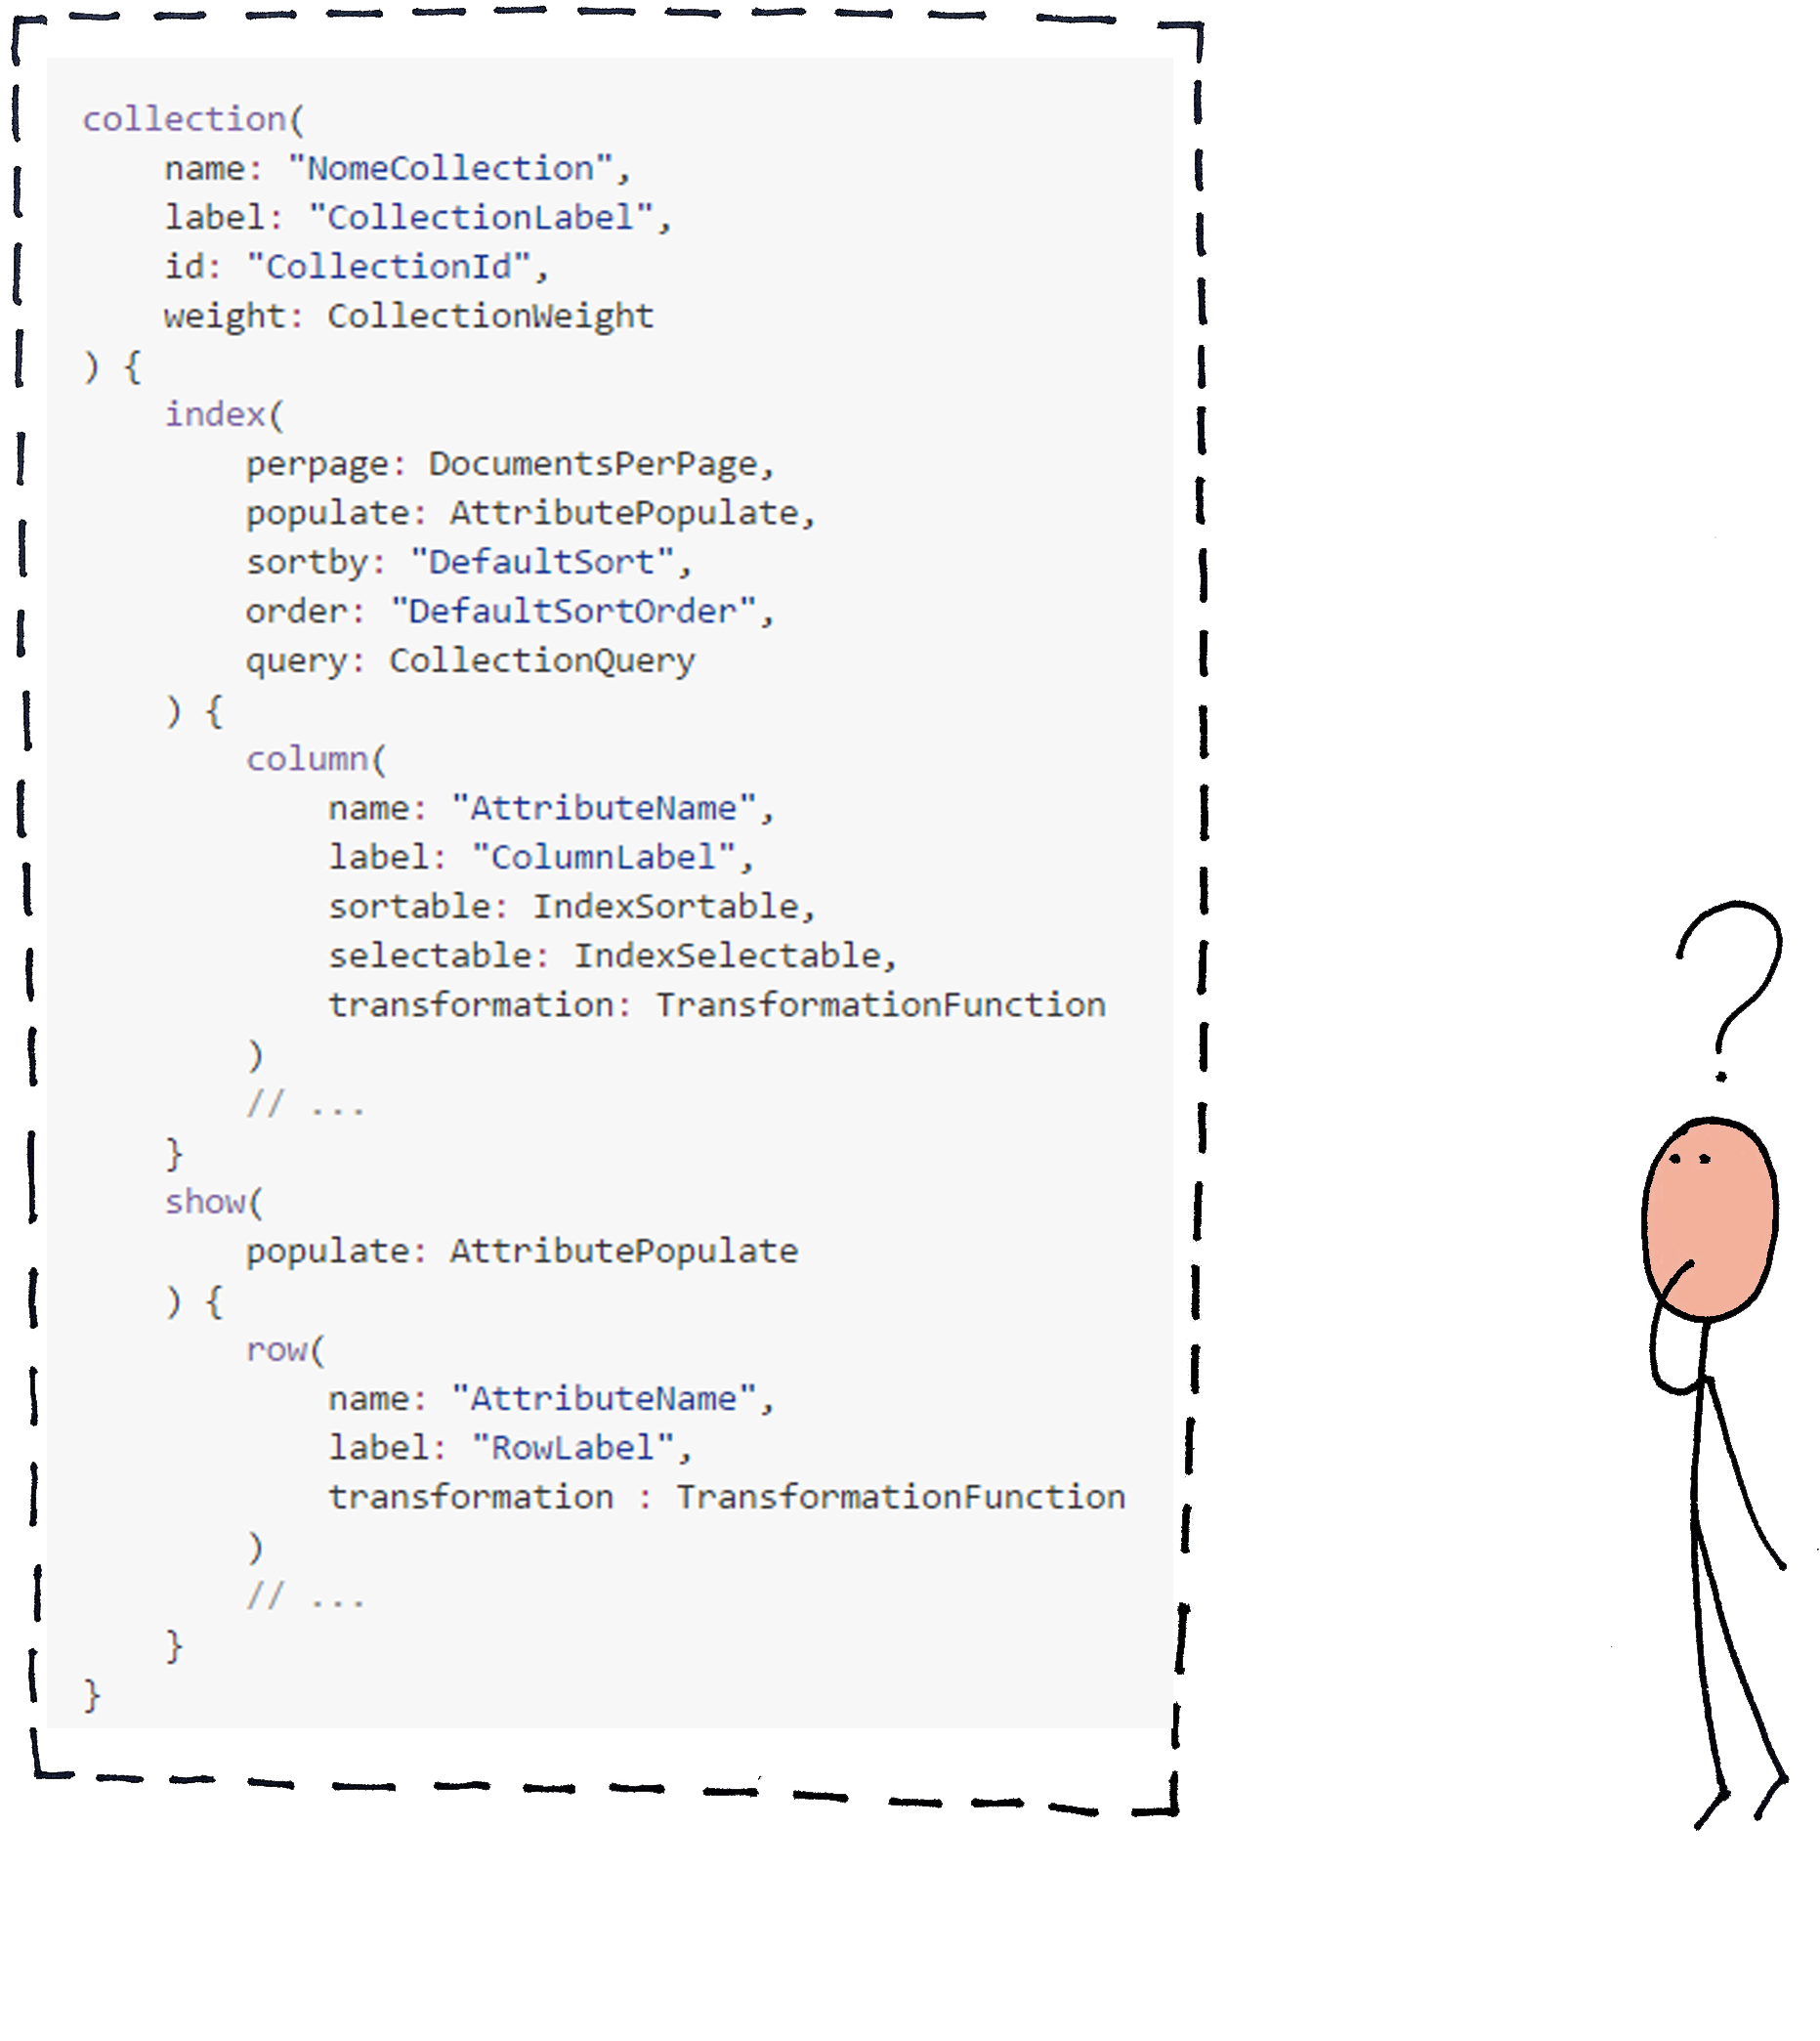 collection(
    name: "NomeCollection",
    label: "CollectionLabel",
    id: "CollectionId",
    weight: CollectionWeight
) {
    index(
        perpage: DocumentsPerPage,
        populate: AttributePopulate,
        sortby: "DefaultSort",
        order: "DefaultSortOrder",
        query: CollectionQuery
    ) {
        column(
            name: "AttributeName",
            label: "ColumnLabel",
            sortable: IndexSortable,
            selectable: IndexSelectable,
            transformation: TransformationFunction
        )
        // ...
    }
    show(
        populate: AttributePopulate
    ) {
        row(
            name: "AttributeName",
            label: "RowLabel",
            transformation : TransformationFunction
        )
        // ...
    }
}
?